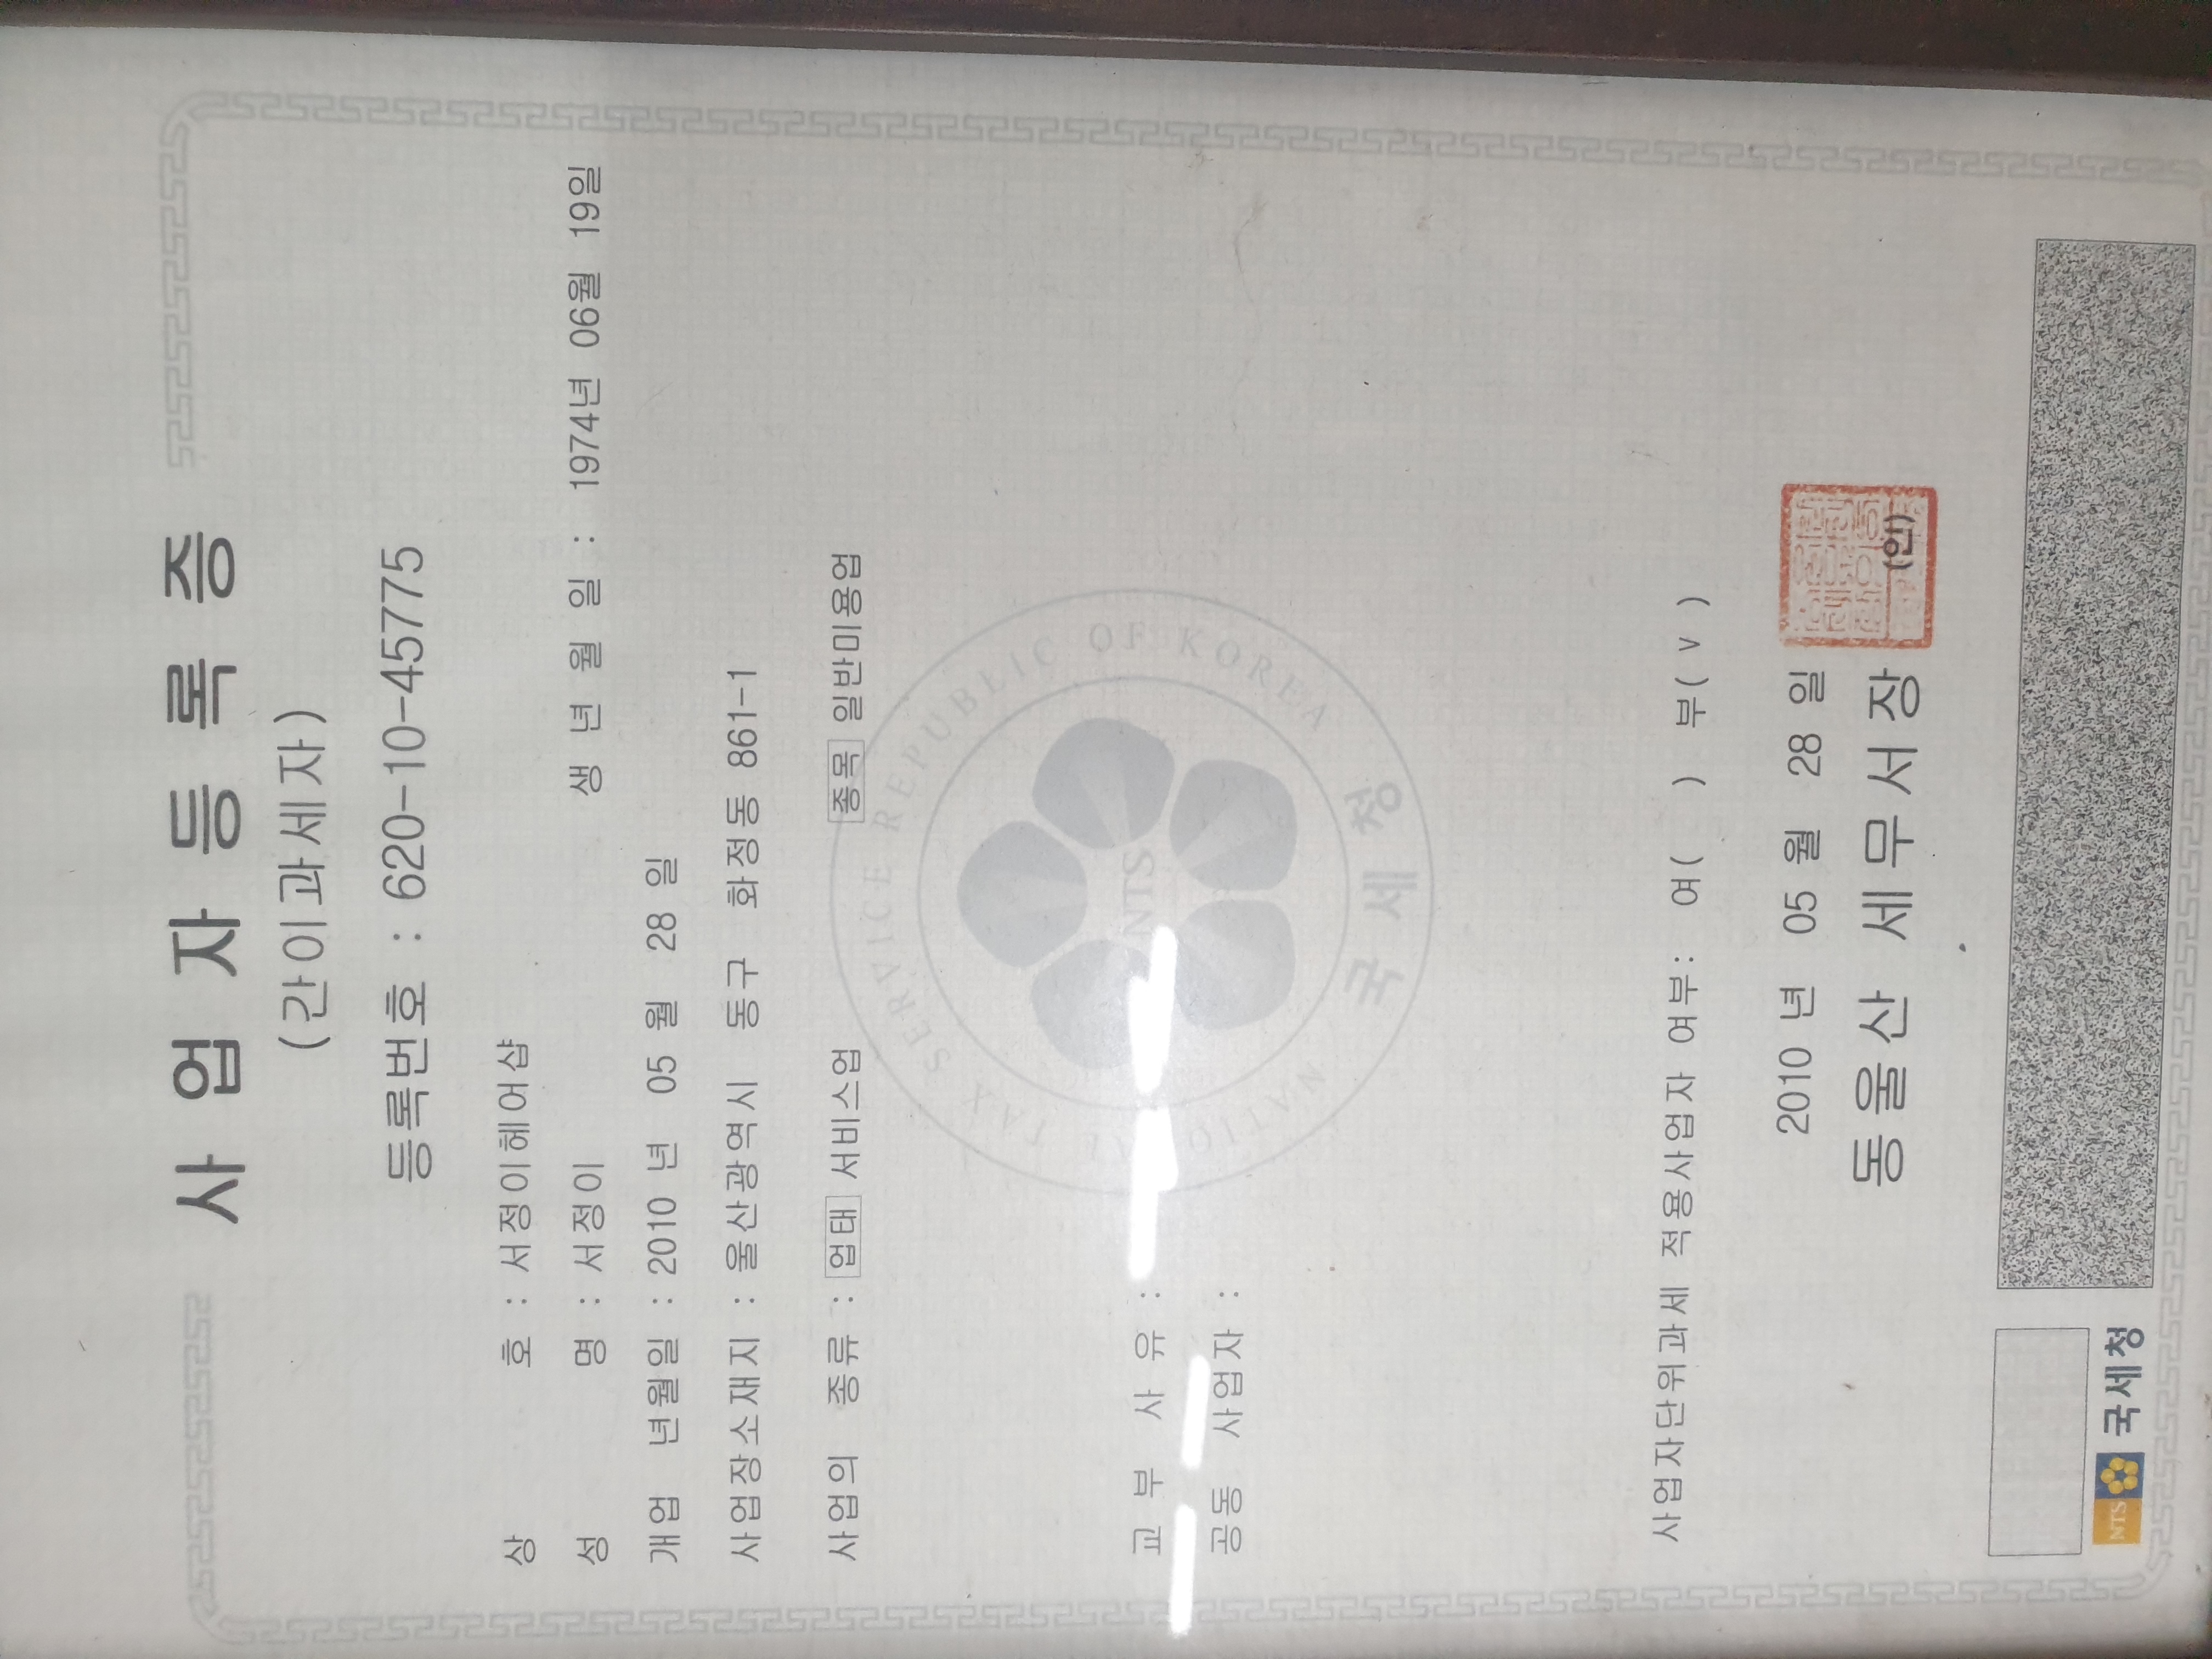 사업자등록증
(간이과세자)
등록번호 : 620-10-45775
상 호 : 서정이헤어샵
성 명 : 서정이 생 년 월 일 : 1974년 06월 19일
개업 년월일 : 2010 년 05 월 28 일
사업장소재지 : 울산광역시 동구 화정동 861-1
사업의 종류 : 업태 서비스업 종목 일반미용업
NATIONAL TAX SERVICE REPUBLIC OF KOREA
NTS
국세청
교 부 사 유 :
공동 사업자 :
사업자단위과세 적용사업자 여부: 여( ) 부( v )
2010 년 05 월 28 일
동울산 세무서장 (인)
NTS 국세청